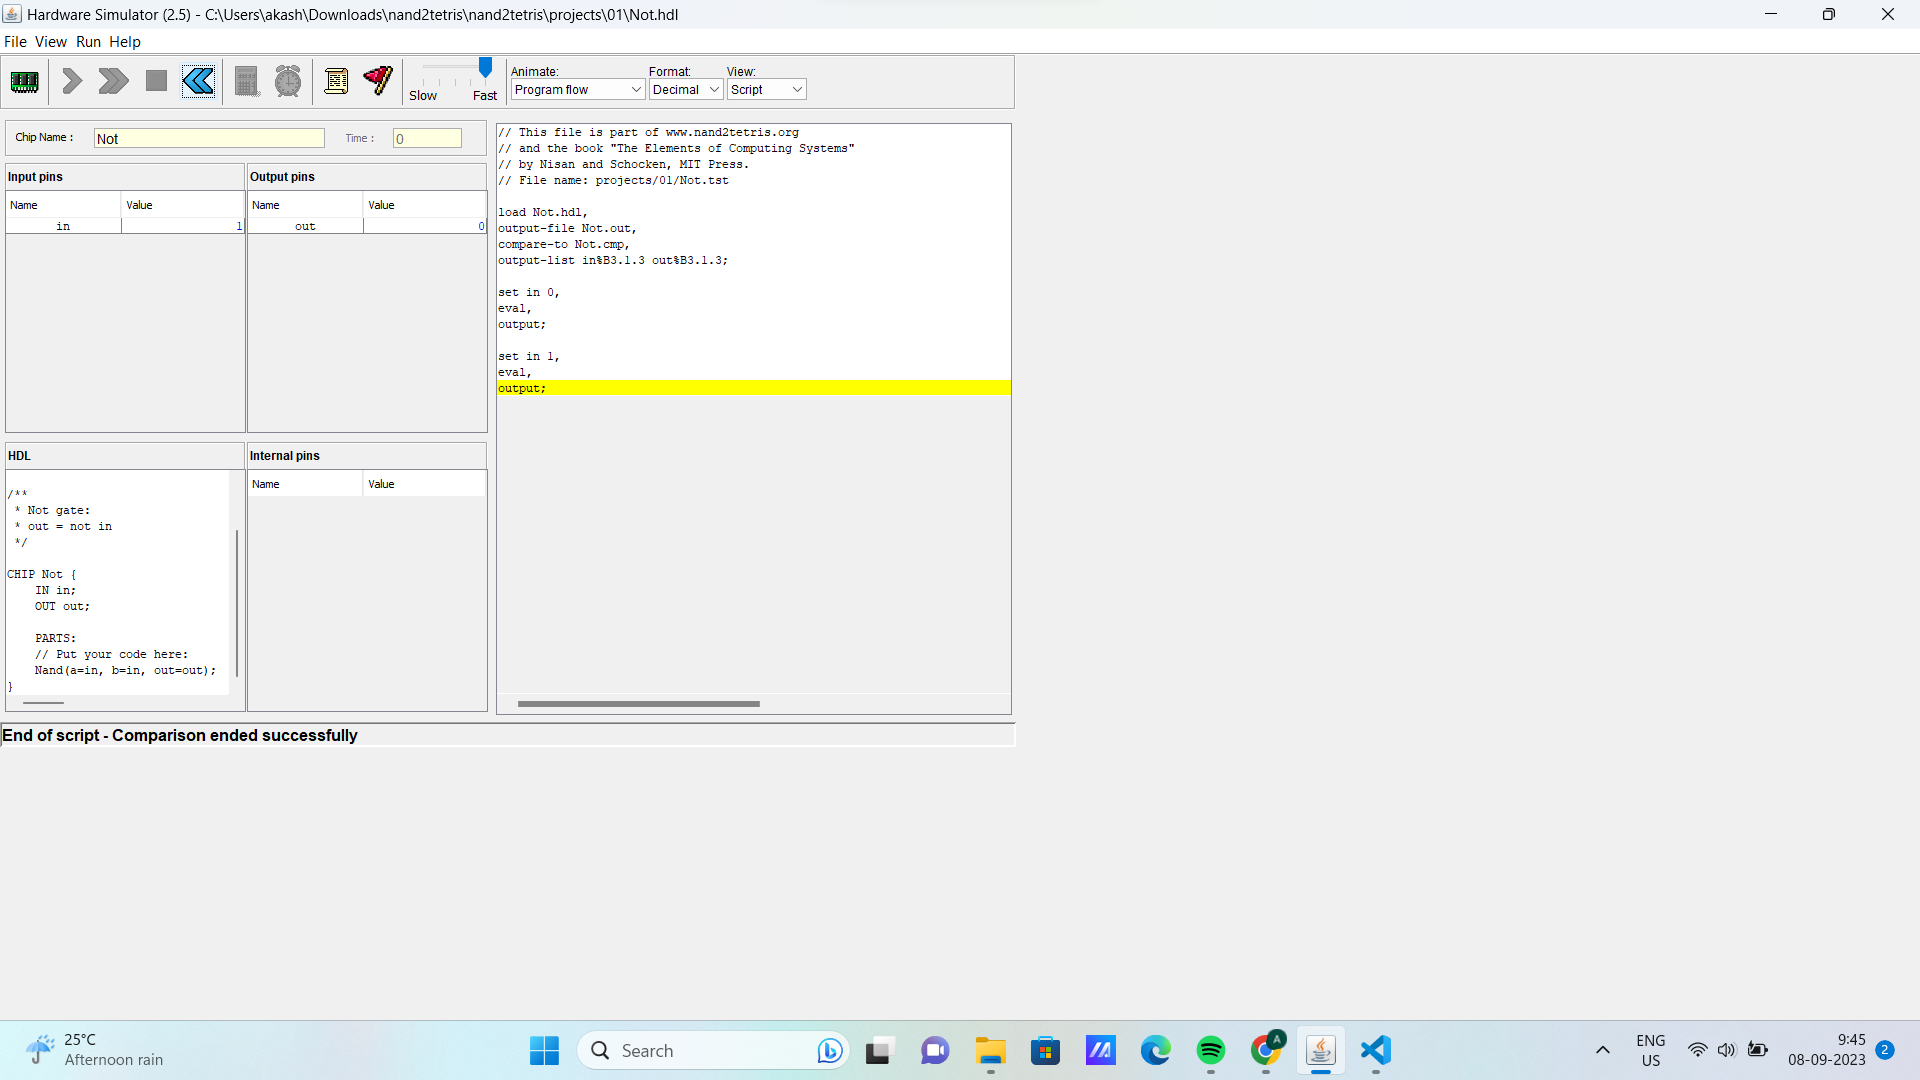 Hardware Simulator (2.5) - C:\Users\akash\Downloads\nand2tetris\nand2tetris\projects\01\Not.hdl
File View Run Help
Slow Fast
Animate:
Program flow
Format:
Decimal
View:
Script
Chip Name : Not Time : 0
Input pins
Name Value
in 1
Output pins
Name Value
out 0
HDL
/**
* Not gate:
* out = not in
*/
CHIP Not {
IN in;
OUT out;
PARTS:
// Put your code here:
Nand(a=in, b=in, out=out);
}
Internal pins
Name Value
// This file is part of www.nand2tetris.org
// and the book "The Elements of Computing Systems"
// by Nisan and Schocken, MIT Press.
// File name: projects/01/Not.tst
load Not.hdl,
output-file Not.out,
compare-to Not.cmp,
output-list in%B3.1.3 out%B3.1.3;
set in 0,
eval,
output;
set in 1,
eval,
output;
End of script - Comparison ended successfully
25°C
Afternoon rain
Search
A
ENG
US
9:45
08-09-2023
2